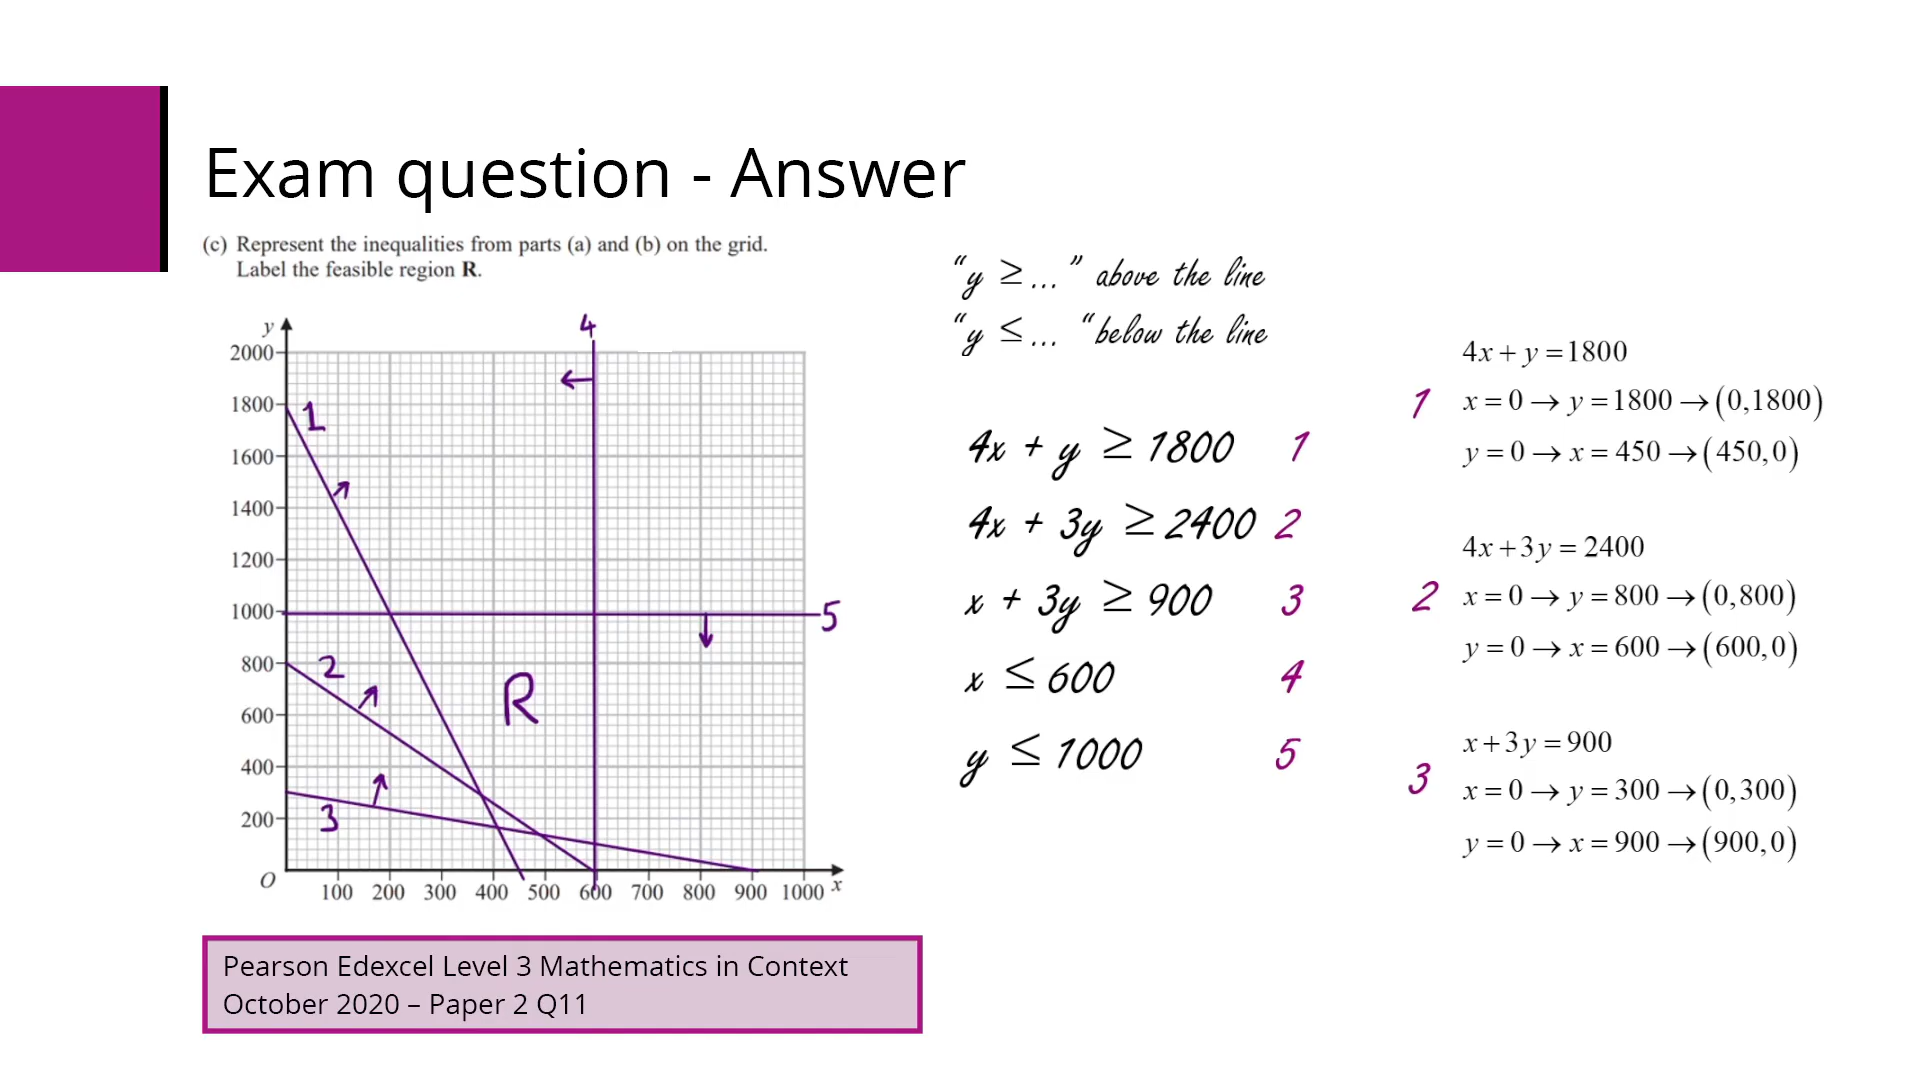 Exam question - Answer
(c) Represent the inequalities from parts (a) and (b) on the grid.
Label the feasible region R.
y
2000
1800
1600
1400
1200
1000
800
600
400
200
O
100 200 300 400 500 600 700 800 900 1000 x
4
1
5
2
R
3
“y ≥ ... ” above the line
“y ≤ ... “below the line
4x + y ≥ 1800 1
4x + 3y ≥ 2400 2
x + 3y ≥ 900 3
x ≤ 600 4
y ≤ 1000 5
4x + y = 1800
1 x = 0 → y = 1800 → (0,1800)
y = 0 → x = 450 → (450,0)
4x + 3y = 2400
2 x = 0 → y = 800 → (0,800)
y = 0 → x = 600 → (600,0)
x + 3y = 900
3 x = 0 → y = 300 → (0,300)
y = 0 → x = 900 → (900,0)
Pearson Edexcel Level 3 Mathematics in Context
October 2020 – Paper 2 Q11